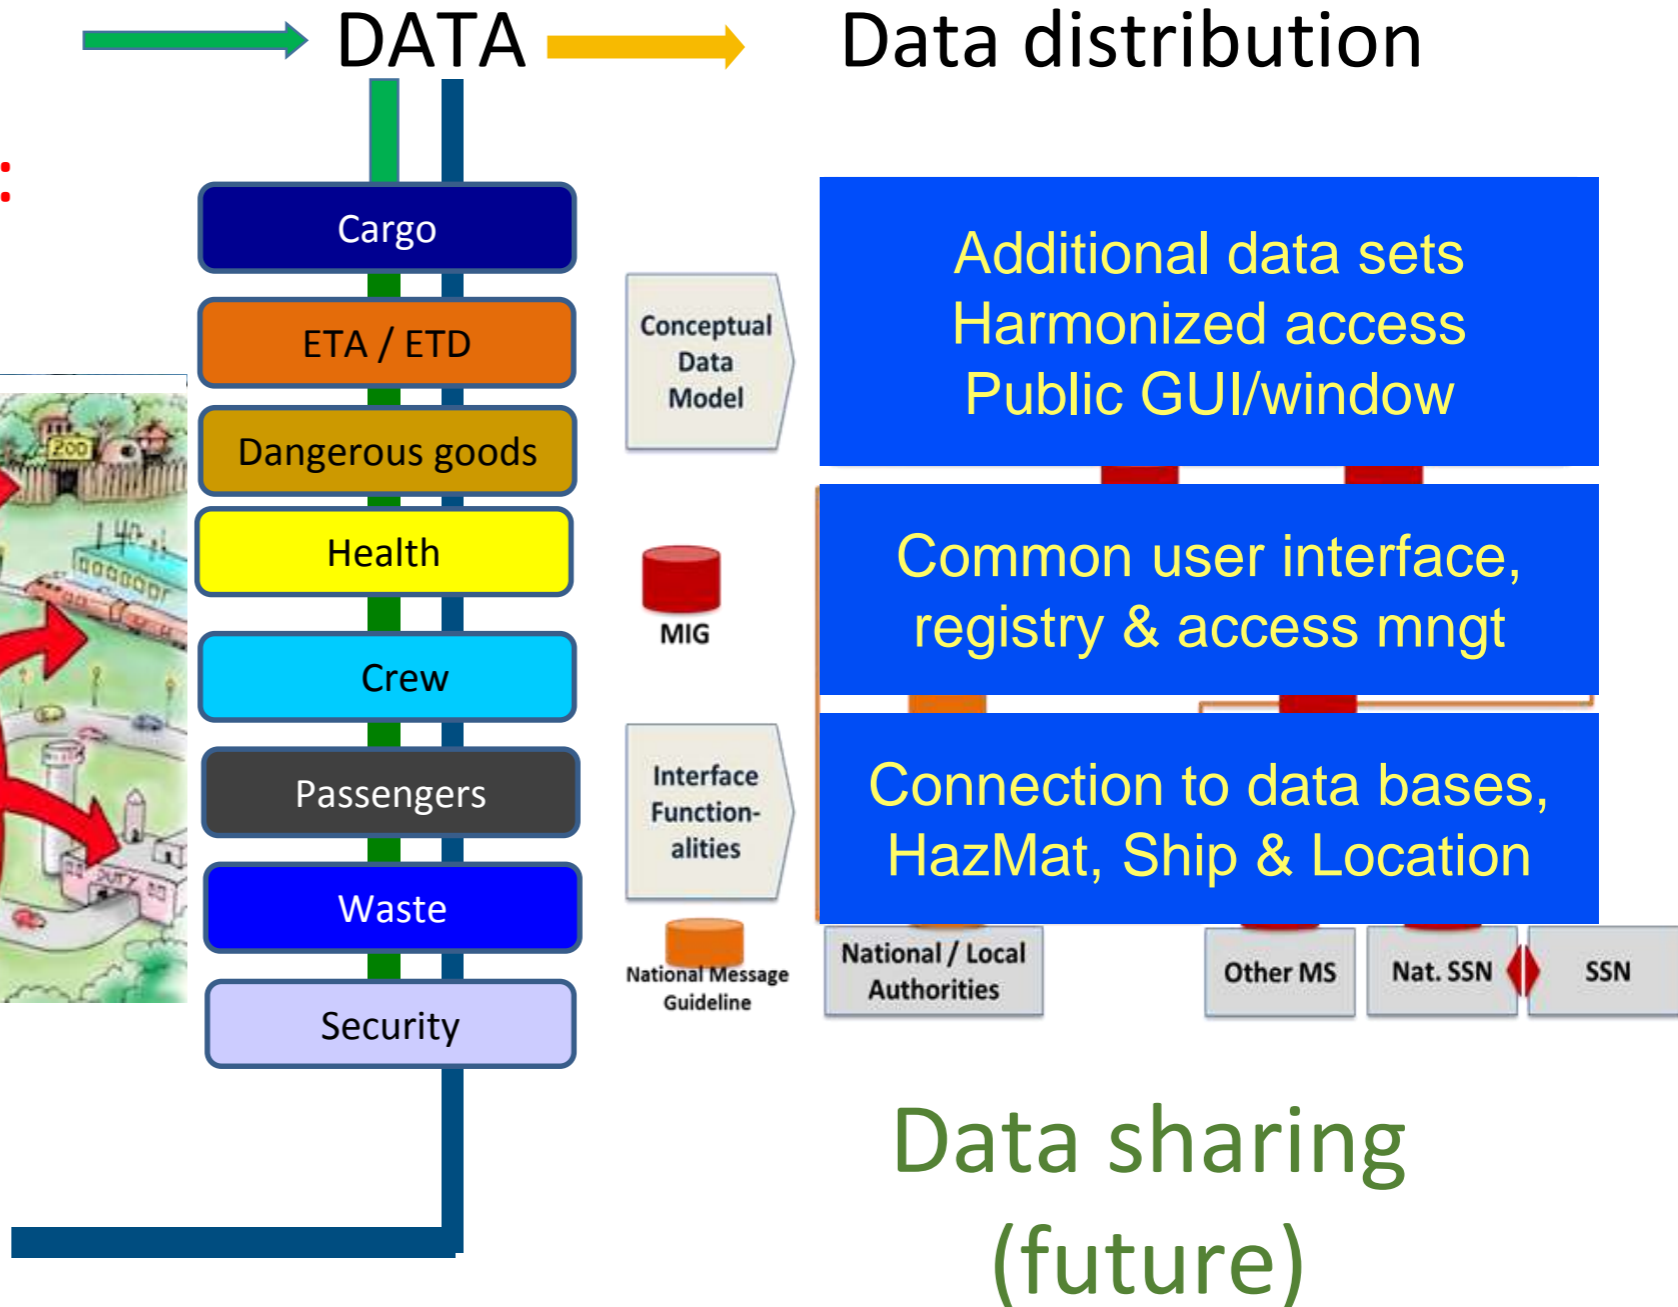 DATA
Data distribution
:
Cargo
ETA / ETD
Dangerous goods
Health
Crew
Passengers
Waste
Security
ZOO
DUTY
Conceptual
Data
Model
MIG
Interface
Function-
alities
National Message
Guideline
Additional data sets
Harmonized access
Public GUI/window
Common user interface,
registry & access mngt
Connection to data bases,
HazMat, Ship & Location
National / Local
Authorities
Other MS
Nat. SSN
SSN
Data sharing
(future)